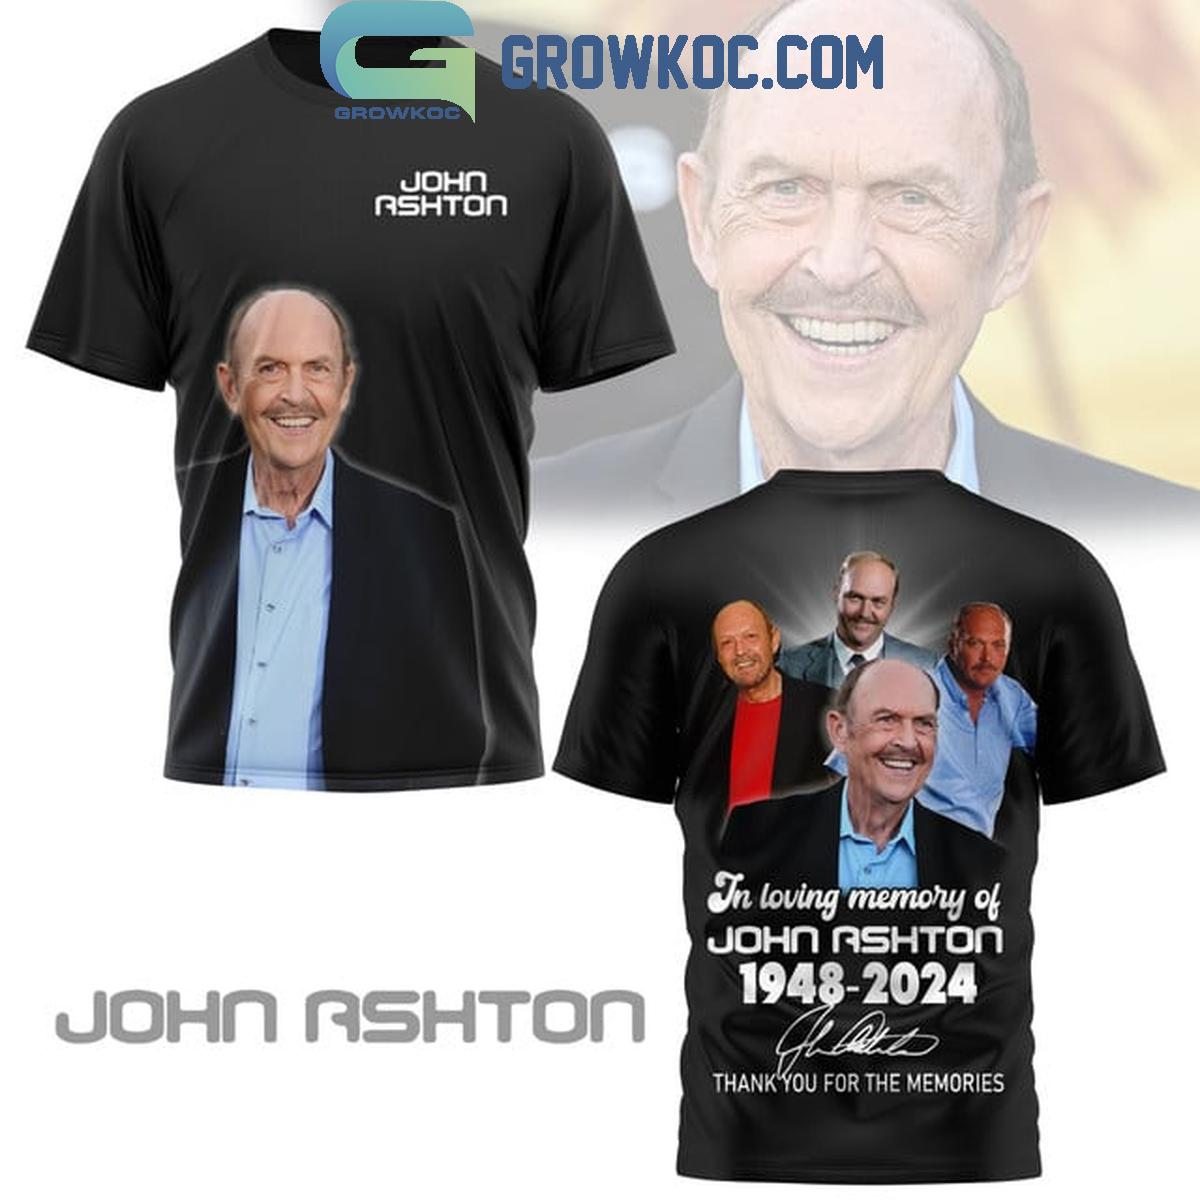 GROWKOC
GROWKOC.COM
JOHN
ASHTON
In loving memory of
JOHN ASHTON
1948-2024
THANK YOU FOR THE MEMORIES
JOHN ASHTON